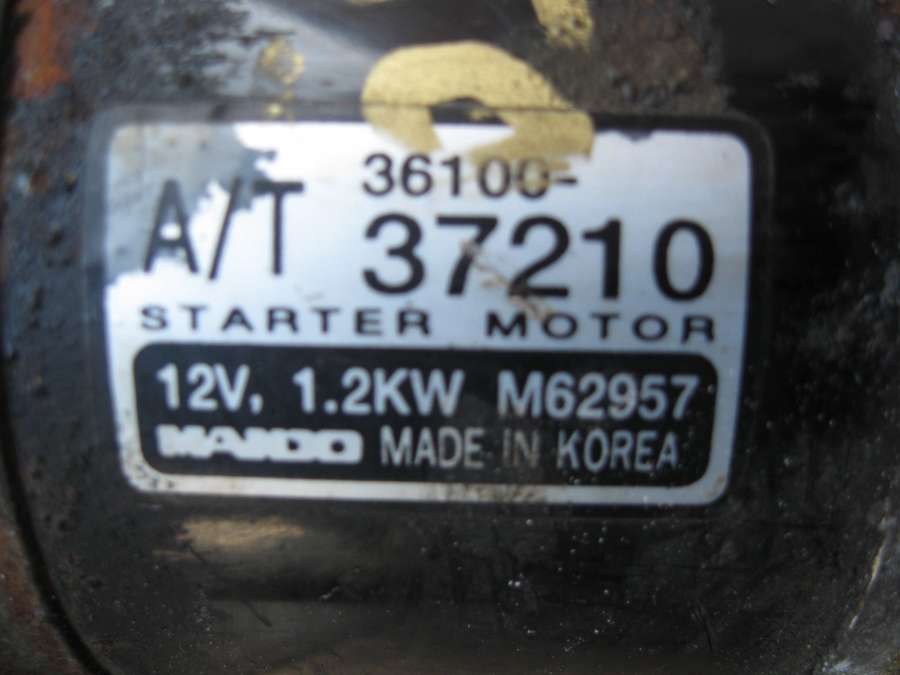 36100-
A/T 37210
STARTER MOTOR
12V, 1.2KW M62957
MANDO MADE IN KOREA